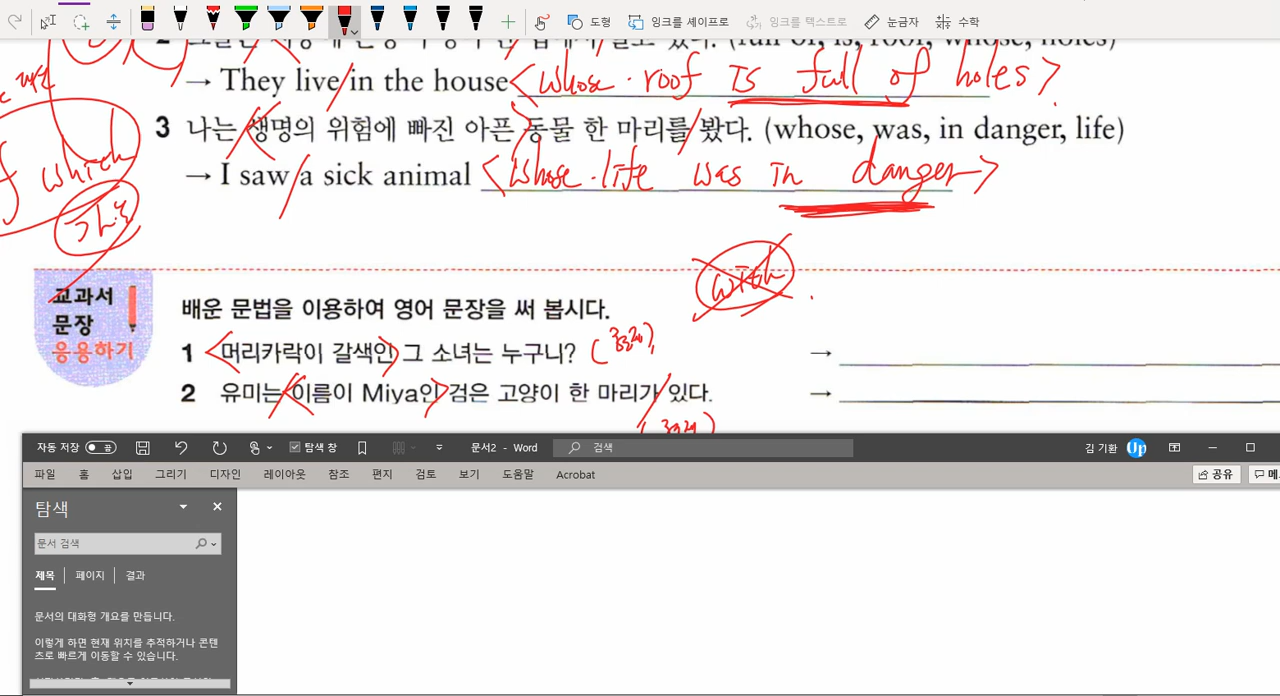 도형 잉크를 셰이프로 잉크를 텍스트로 눈금자 수학
→ They live/in the house <whose roof is full of holes>.
3 나는 생명의 위험에 빠진 아픈 동물 한 마리를 봤다. (whose, was, in danger, life)
→ I saw/a sick animal <whose life was in danger>
which
교과서
문장
응용하기
배운 문법을 이용하여 영어 문장을 써 봅시다.
1 <머리카락이 갈색인> 그 소녀는 누구니? →
2 유미는/<이름이 Miya인> 검은 고양이 한 마리가/있다. →
자동 저장 끔 탐색 창 문서2 - Word 검색 김 기환
파일 홈 삽입 그리기 디자인 레이아웃 참조 편지 검토 보기 도움말 Acrobat 공유
탐색
문서 검색
제목 페이지 결과
문서의 대화형 개요를 만듭니다.
이렇게 하면 현재 위치를 추적하거나 콘텐
츠로 빠르게 이동할 수 있습니다.